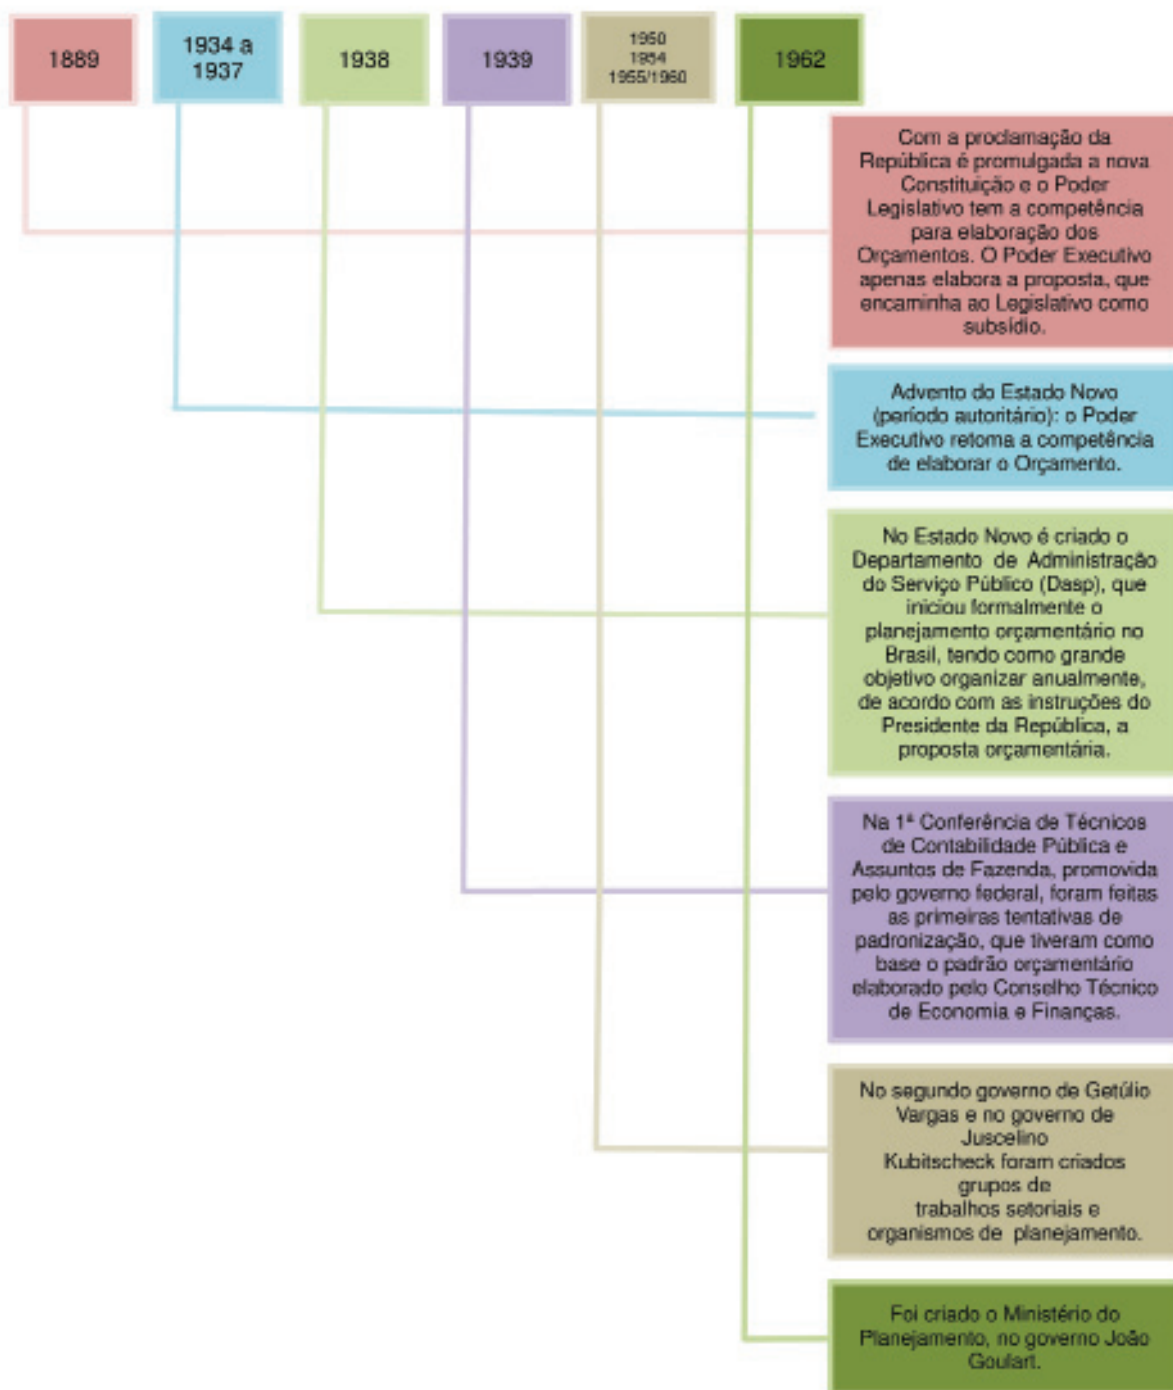 1889
1934 a
1937
1938
1939
1950
1954
1955/1960
1962
Com a proclamação da
República é promulgada a nova
Constituição e o Poder
Legislativo tem a competência
para elaboração dos
Orçamentos. O Poder Executivo
apenas elabora a proposta, que
encaminha ao Legislativo como
subsídio.
Advento do Estado Novo
(período autoritário): o Poder
Executivo retoma a competência
de elaborar o Orçamento.
No Estado Novo é criado o
Departamento de Administração
do Serviço Público (Dasp), que
iniciou formalmente o
planejamento orçamentário no
Brasil, tendo como grande
objetivo organizar anualmente,
de acordo com as instruções do
Presidente da República, a
proposta orçamentária.
Na 1ª Conferência de Técnicos
de Contabilidade Pública e
Assuntos de Fazenda, promovida
pelo governo federal, foram feitas
as primeiras tentativas de
padronização, que tiveram como
base o padrão orçamentário
elaborado pelo Conselho Técnico
de Economia e Finanças.
No segundo governo de Getúlio
Vargas e no governo de
Juscelino
Kubitscheck foram criados
grupos de
trabalhos setoriais e
organismos de planejamento.
Foi criado o Ministério do
Planejamento, no governo João
Goulart.